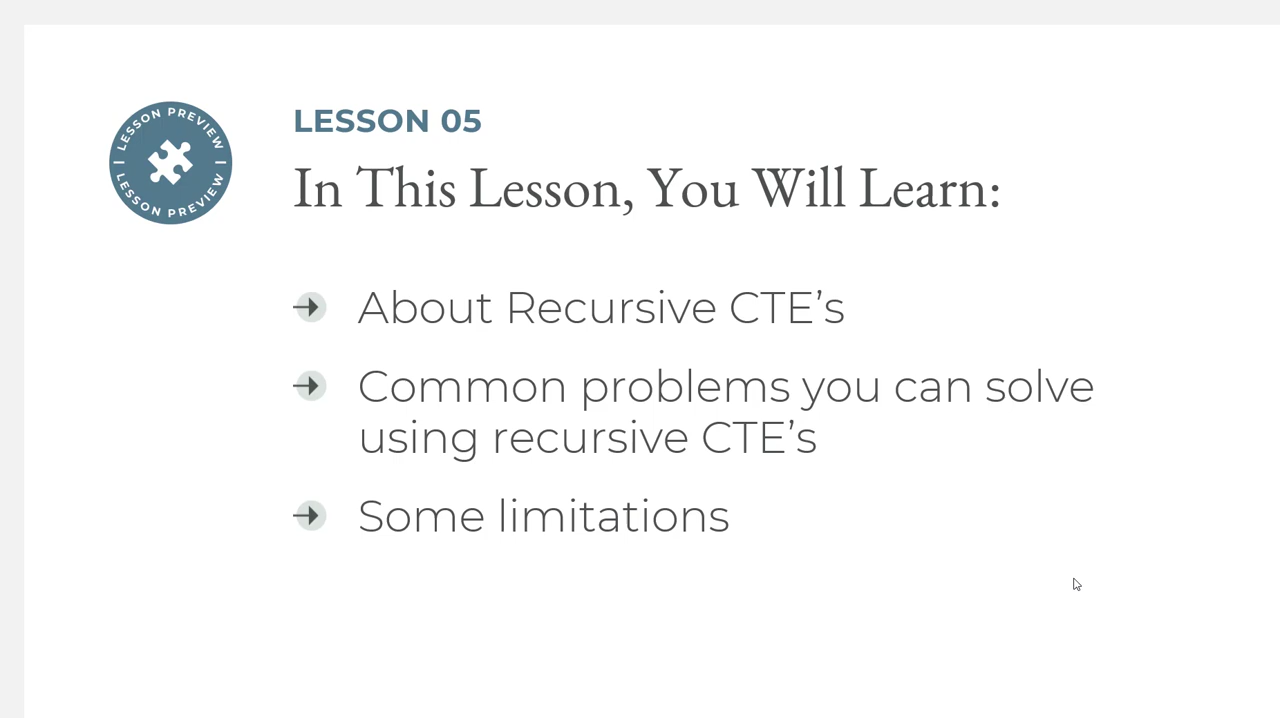 LESSON PREVIEW
LESSON PREVIEW
LESSON 05
In This Lesson, You Will Learn:
About Recursive CTE’s
Common problems you can solve
using recursive CTE’s
Some limitations